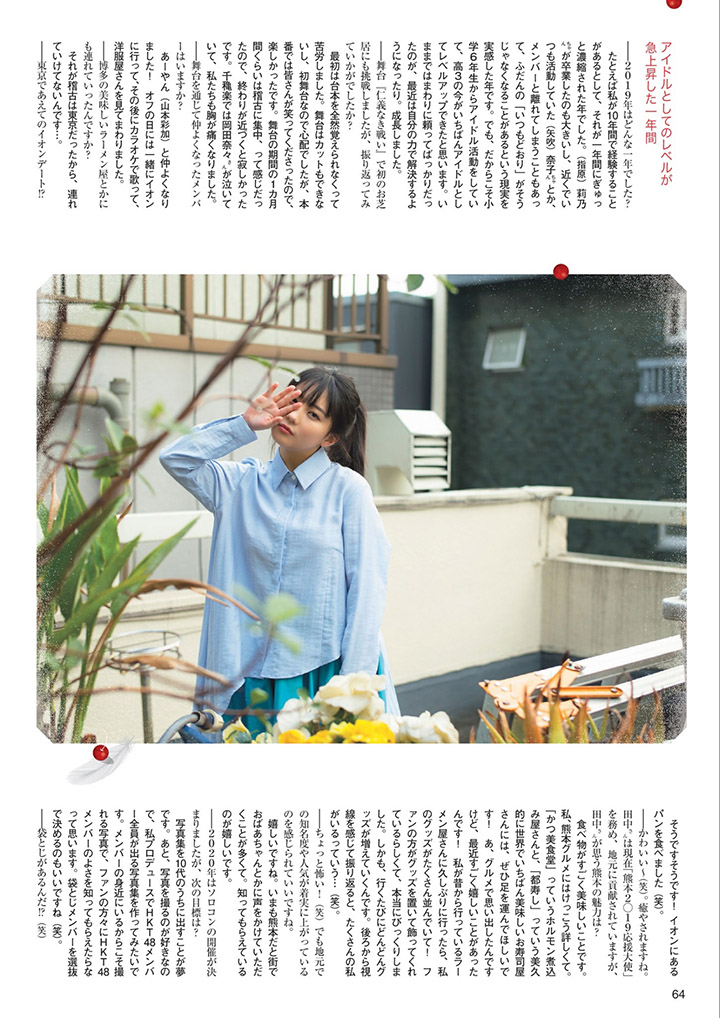 アイドルとしてのレベルが
急上昇した一年間
――2019年はどんな一年でした?
たとえば私が10年間で経験すること
があるとして、それが一年間にぎゅっ
と濃縮された年でした。(指原)莉乃
ちゃんが卒業したのも大きいし、近くでい
つも活動していた(矢吹)奈子ちゃんとか、
メンバーと離れてしまうこともあっ
て、ふだんの「いつもどおり」がそう
じゃなくなることがあるという現実を
実感した年です。でも、だからこそ小
学6年生からアイドル活動をしてい
て、高3の今がいちばんアイドルとし
てレベルアップできたと思います。い
ままではまわりに頼ってばっかりだっ
たのが、最近は自分の力で解決するよ
うになったり。成長しました。
――舞台『仁義なき戦い』で初のお芝
居にも挑戦しましたが、振り返ってみ
ていかがでしたか?
最初は台本を全然覚えられなくって
苦労しました。舞台はカットもできな
いし、初舞台なので心配でしたが、本
番では皆さんが笑ってくださったので、
楽しかったです。舞台の期間の1カ月
間くらいは稽古に集中、って感じだっ
たので、終わりが近づくと寂しかった
です。千穐楽では岡田奈々さんが泣いて
いて、私たちも胸が痛くなりました。
――舞台を通じて仲よくなったメンバ
ーはいますか?
あーやん(山本彩加)と仲よくなり
ました! オフの日には一緒にイオン
に行って、その後にカラオケで歌って、
洋服屋さんを見てまわりました。
――博多の美味しいラーメン屋とかに
も連れていったんですか?
それが稽古は東京だったから、連れ
ていけてないんです…。
――東京であえてのイオンデート!?
そうですそうです! イオンにある
パンを食べました(笑)。
――かわいい〜(笑)。癒やされますね。
田中さんは現在「熊本2〇19応援大使」
を務め、地元に貢献されていますが、
田中さんが思う熊本の魅力は?
食べ物がすごく美味しいことです。
私、熊本グルメにはけっこう詳しくて。
「かつ美食堂」っていうホルモン煮込
み屋さんと、「都寿し」っていう美久
的に世界でいちばん美味しいお寿司屋
さんには、ぜひ足を運んでほしいで
す! あ、グルメで思い出したんです
けど、最近すごく嬉しいことがあった
んです! 私が昔から行っているラー
メン屋さんに久しぶりに行ったら、私
のグッズがたくさん並んでいて! フ
ァンの方がグッズを置いて飾ってくれ
ているらしくて、本当にびっくりしま
した。しかも、行くたびにどんどんグ
ッズが増えていくんです。後ろから視
線を感じて振り返ると、たくさんの私
がいるっていう…(笑)。
――ちょっと怖い!(笑) でも地元で
の知名度や人気が着実に上がっている
のを感じられていいですね。
嬉しいですね。いまも熊本だと街で
おばあちゃんとかに声をかけていただ
くことが多くて。知ってもらえている
のが嬉しいです。
――2020年はソロコンの開催が決
まりましたが、次の目標は?
写真集を10代のうちに出すことが夢
です。あと、写真を撮るのが好きなの
で、私プロデュースでHKT48メンバ
ー全員が出る写真集を作ってみたいで
す。メンバーの身近にいるからこそ撮
れる写真で、ファンの方々にHKT48
メンバーのよさを知ってもらえたらな
って思います。袋とじメンバーを選抜
で決めるのもいいですね(笑)。
――袋とじがあるんだ!?(笑)
64